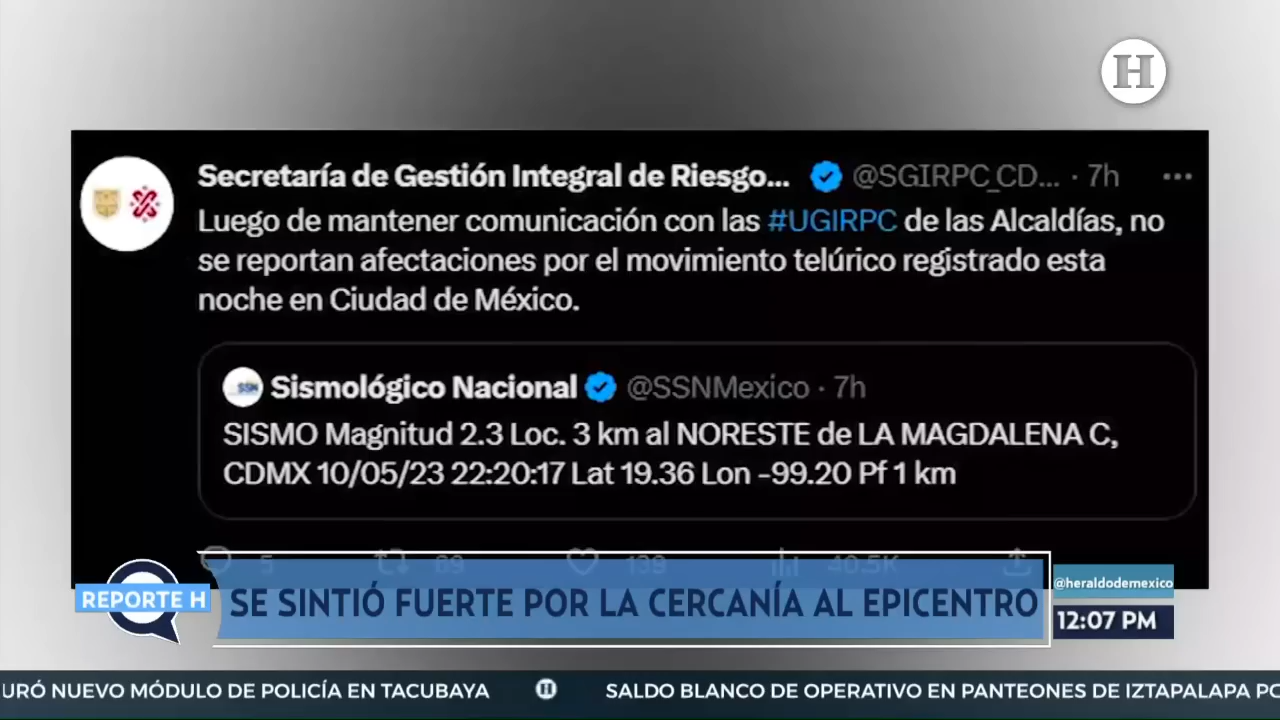 H
Secretaría de Gestión Integral de Riesgo... @SGIRPC_CD... · 7h ...
Luego de mantener comunicación con las #UGIRPC de las Alcaldías, no
se reportan afectaciones por el movimiento telúrico registrado esta
noche en Ciudad de México.
SSN Sismológico Nacional @SSNMexico · 7h
SISMO Magnitud 2.3 Loc. 3 km al NORESTE de LA MAGDALENA C,
CDMX 10/05/23 22:20:17 Lat 19.36 Lon -99.20 Pf 1 km
5 69 139 40.5K
REPORTE H
SE SINTIÓ FUERTE POR LA CERCANÍA AL EPICENTRO
@heraldodemexico
12:07 PM
URÓ NUEVO MÓDULO DE POLICÍA EN TACUBAYA H SALDO BLANCO DE OPERATIVO EN PANTEONES DE IZTAPALAPA PO